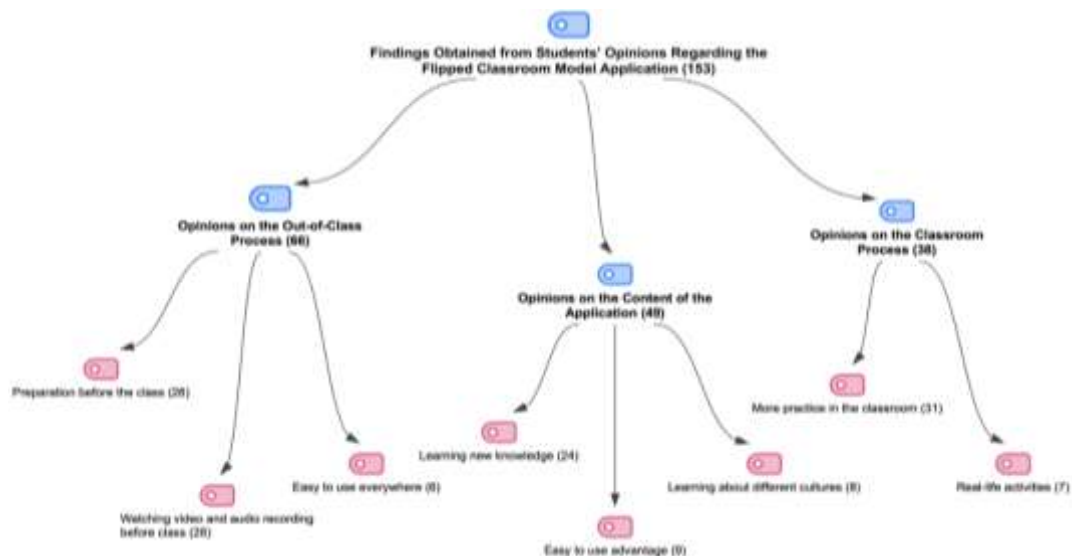 Findings Obtained from Students' Opinions Regarding the
Flipped Classroom Model Application (153)
Opinions on the Out-of-Class
Process (66)
Opinions on the Classroom
Process (38)
Opinions on the Content of the
Application (49)
Preparation before the class
More practice in the classroom (31)
Learning new knowledge (24)
Easy to use everywhere (6)
Learning about different cultures (8)
Real-life activities (7)
Watching video and audio recording
before class
Easy to use advantage (9)